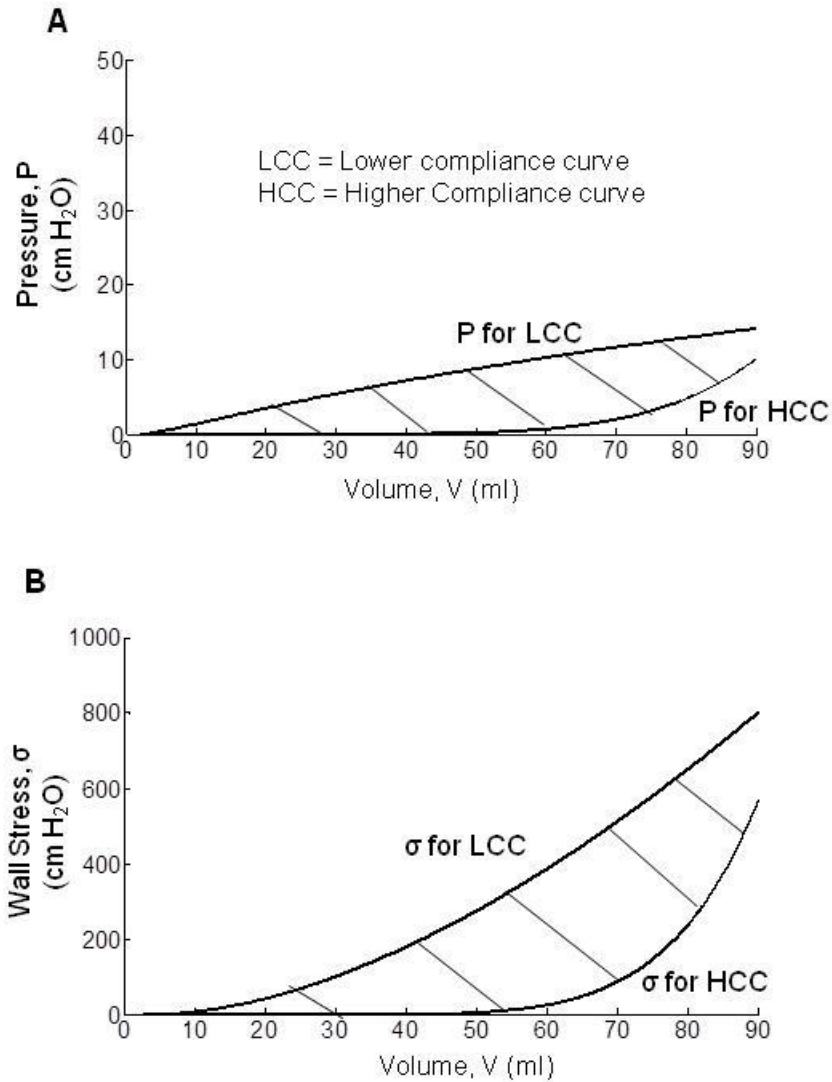 A
50
40
30
20
10
0
Pressure, P
(cm H₂O)
LCC = Lower compliance curve
HCC = Higher Compliance curve
P for LCC
P for HCC
0 10 20 30 40 50 60 70 80 90
Volume, V (ml)
B
1000
800
600
400
200
0
Wall Stress, σ
(cm H₂O)
σ for LCC
σ for HCC
0 10 20 30 40 50 60 70 80 90
Volume, V (ml)